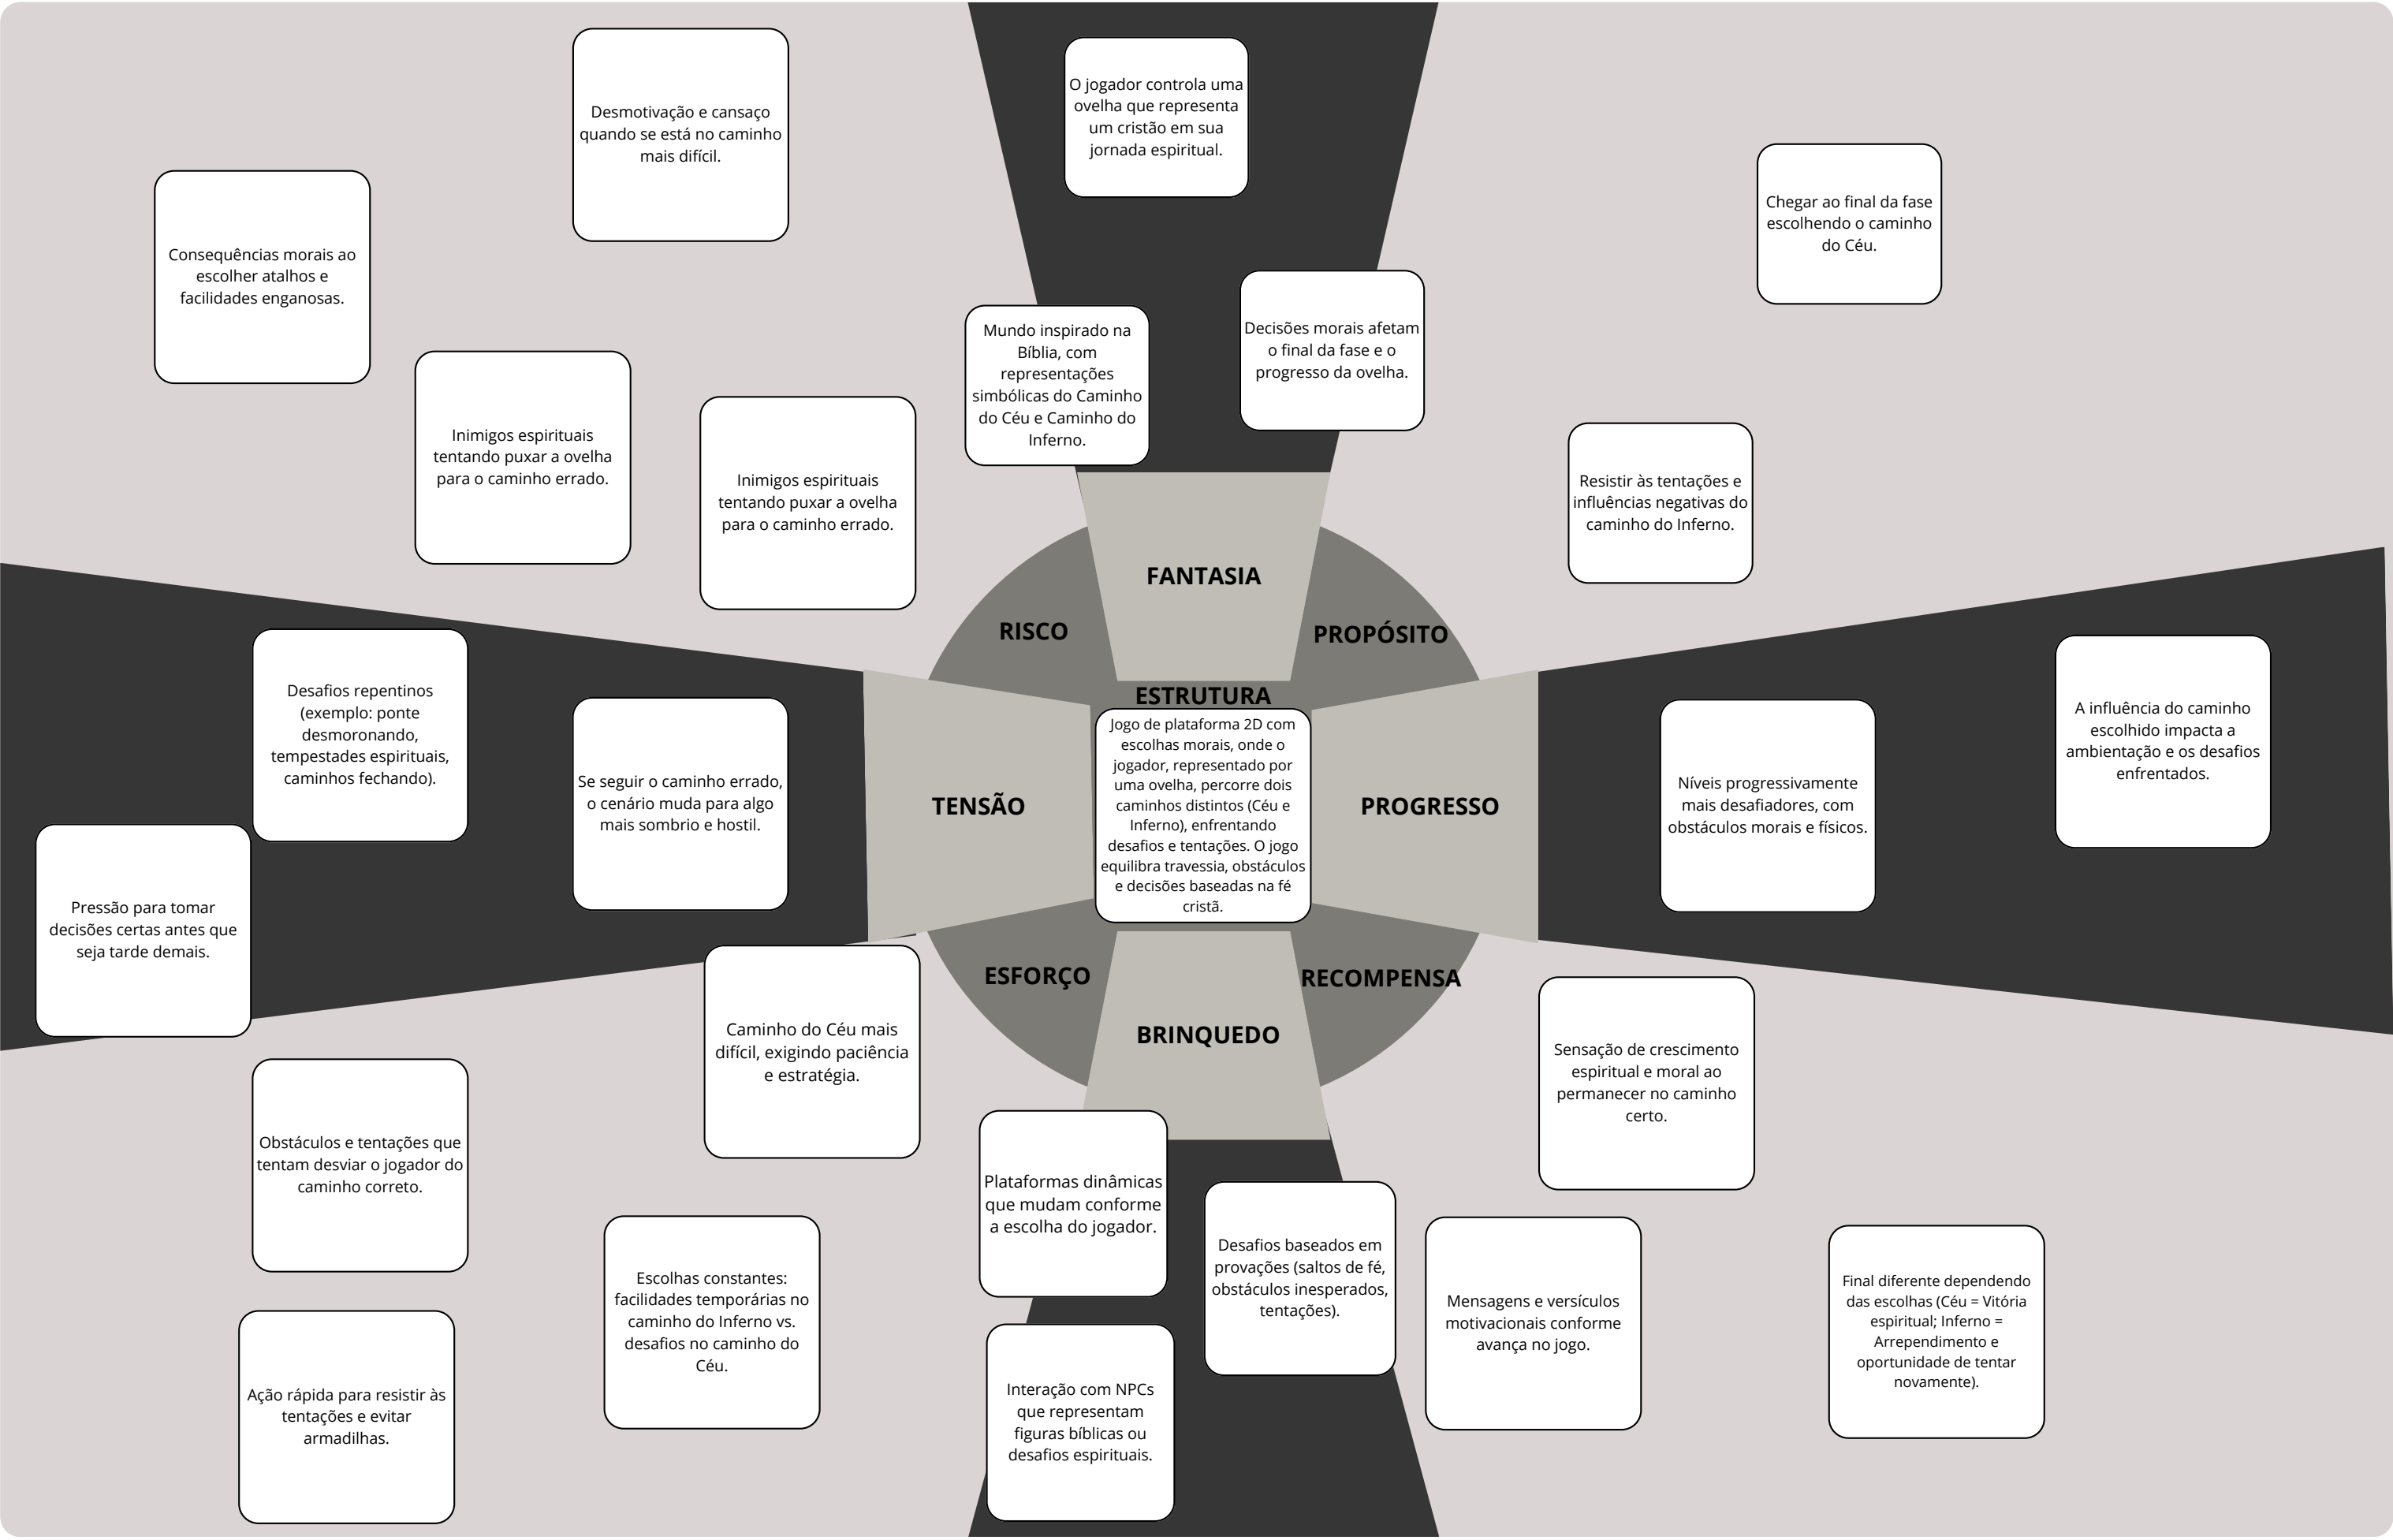 Desmotivação e cansaço
quando se está no caminho
mais difícil.
O jogador controla uma
ovelha que representa
um cristão em sua
jornada espiritual.
Chegar ao final da fase
escolhendo o caminho
do Céu.
Consequências morais ao
escolher atalhos e
facilidades enganosas.
Mundo inspirado na
Bíblia, com
representações
simbólicas do Caminho
do Céu e Caminho do
Inferno.
Decisões morais afetam
o final da fase e o
progresso da ovelha.
Inimigos espirituais
tentando puxar a ovelha
para o caminho errado.
Inimigos espirituais
tentando puxar a ovelha
para o caminho errado.
Resistir às tentações e
influências negativas do
caminho do Inferno.
FANTASIA
RISCO
PROPÓSITO
ESTRUTURA
Jogo de plataforma 2D com
escolhas morais, onde o
jogador, representado por
uma ovelha, percorre dois
caminhos distintos (Céu e
Inferno), enfrentando
desafios e tentações. O jogo
equilibra travessia, obstáculos
e decisões baseadas na fé
cristã.
TENSÃO
PROGRESSO
Desafios repentinos
(exemplo: ponte
desmoronando,
tempestades espirituais,
caminhos fechando).
Se seguir o caminho errado,
o cenário muda para algo
mais sombrio e hostil.
Pressão para tomar
decisões certas antes que
seja tarde demais.
Níveis progressivamente
mais desafiadores, com
obstáculos morais e físicos.
A influência do caminho
escolhido impacta a
ambientação e os desafios
enfrentados.
ESFORÇO
RECOMPENSA
BRINQUEDO
Caminho do Céu mais
difícil, exigindo paciência
e estratégia.
Obstáculos e tentações que
tentam desviar o jogador do
caminho correto.
Escolhas constantes:
facilidades temporárias no
caminho do Inferno vs.
desafios no caminho do
Céu.
Ação rápida para resistir às
tentações e evitar
armadilhas.
Plataformas dinâmicas
que mudam conforme
a escolha do jogador.
Desafios baseados em
provações (saltos de fé,
obstáculos inesperados,
tentações).
Interação com NPCs
que representam
figuras bíblicas ou
desafios espirituais.
Sensação de crescimento
espiritual e moral ao
permanecer no caminho
certo.
Mensagens e versículos
motivacionais conforme
avança no jogo.
Final diferente dependendo
das escolhas (Céu = Vitória
espiritual; Inferno =
Arrependimento e
oportunidade de tentar
novamente).